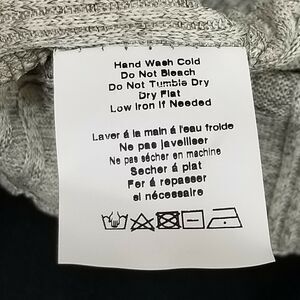 Hand Wash Cold
Do Not Bleach
Do Not Tumble Dry
Dry Flat
Low Iron If Needed
Laver á la main á l'eau froide
Ne pas javelliser
Ne pas sécher en machine
Secher á plat
Fer á repasser
si nécessaire